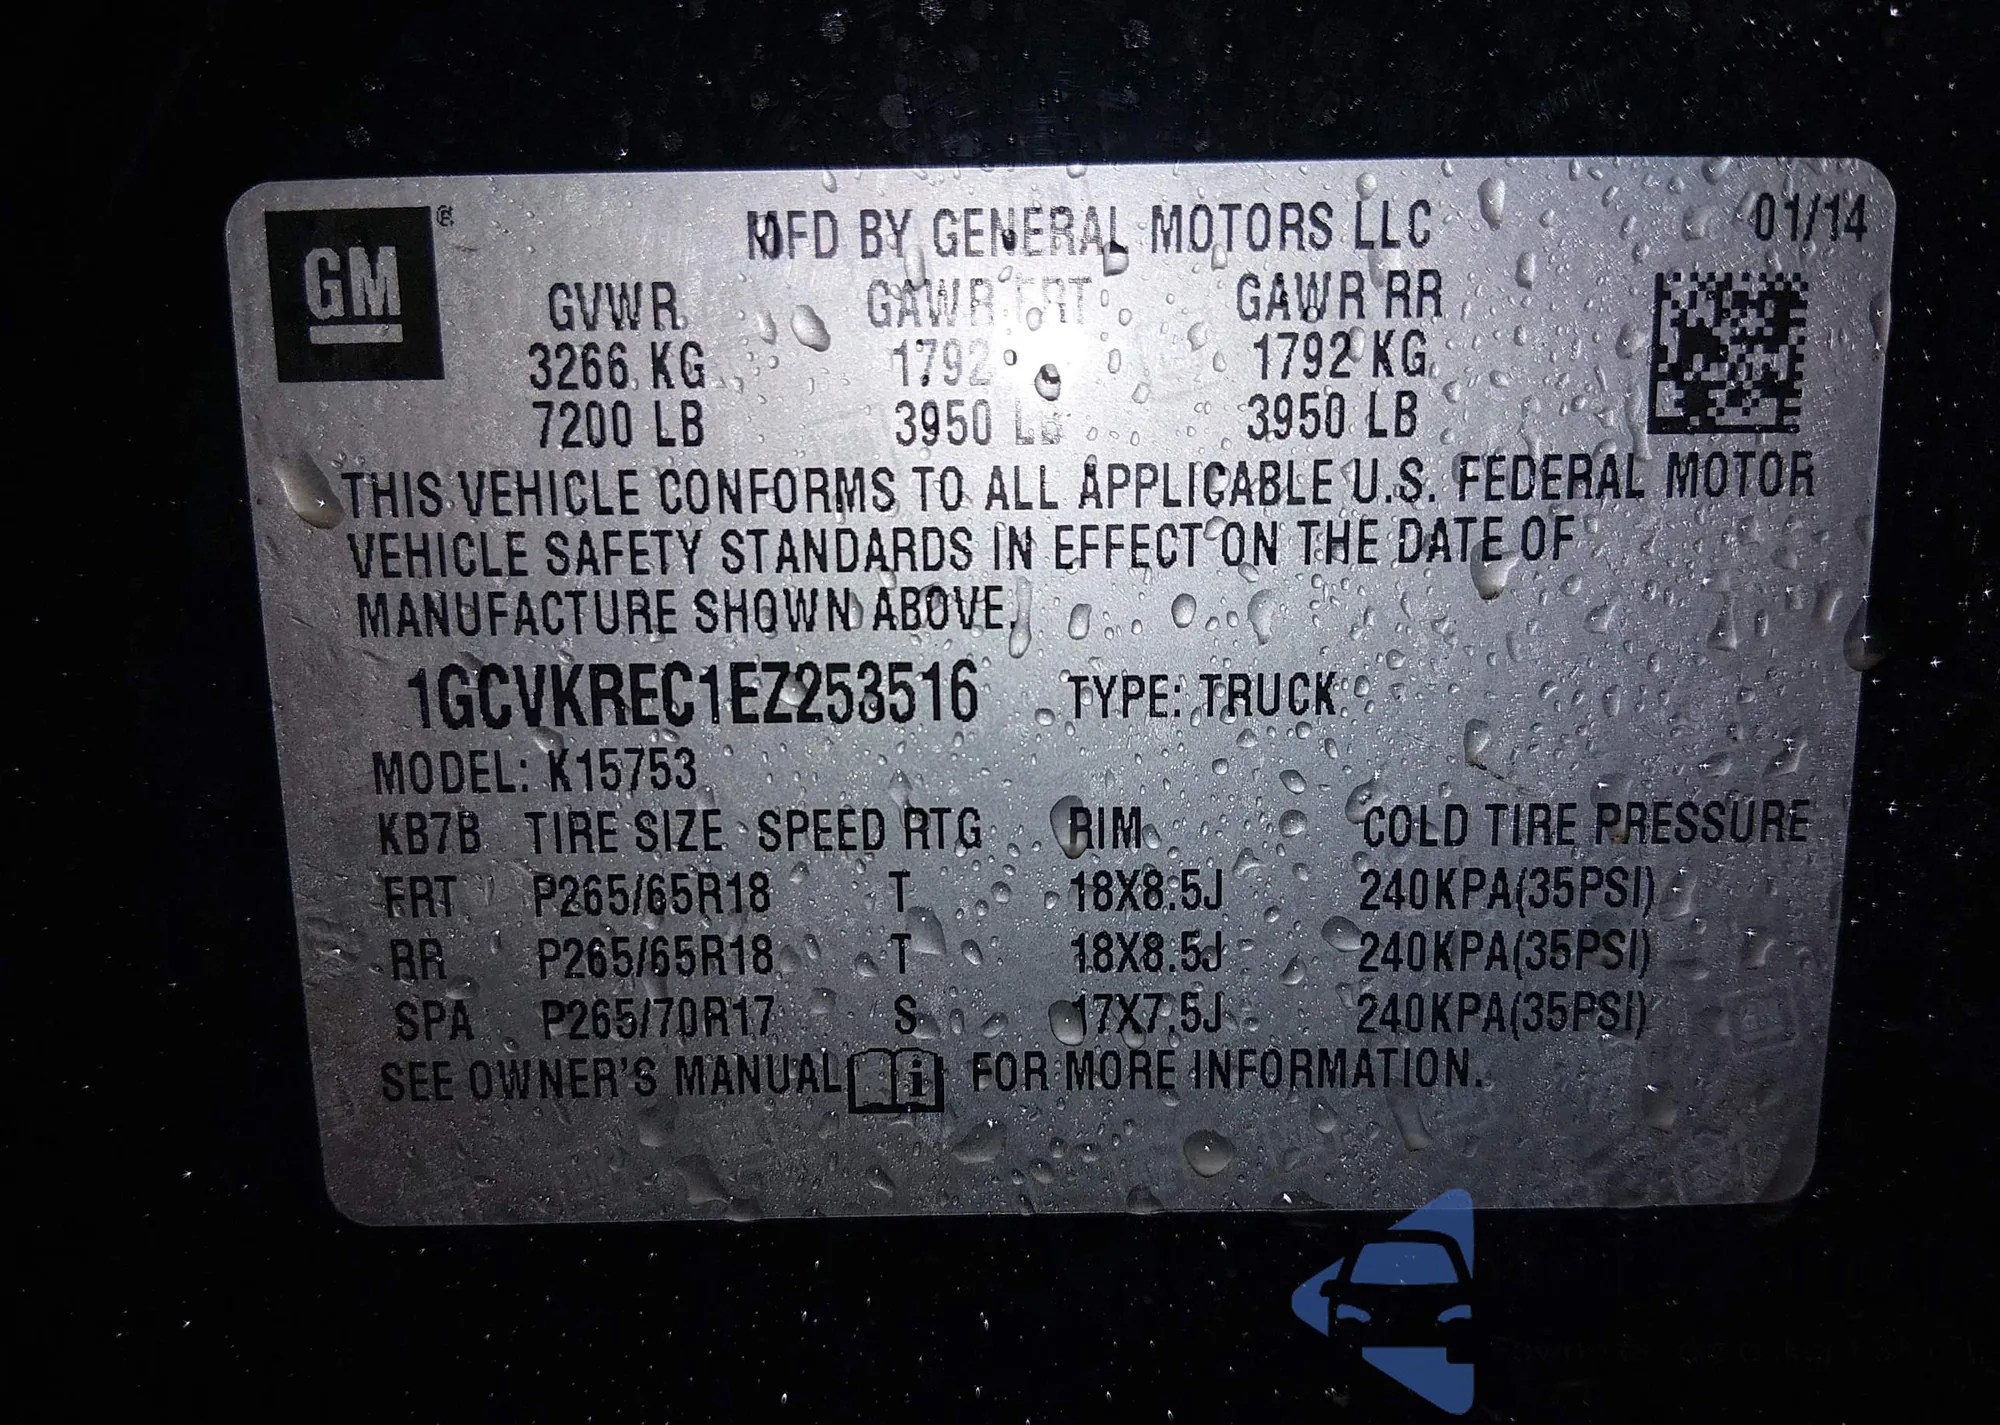 GM ®
MFD BY GENERAL MOTORS LLC 01/14
GVWR GAWR FRT GAWR RR
3266 KG 1792 1792 KG
7200 LB 3950 LB 3950 LB
THIS VEHICLE CONFORMS TO ALL APPLICABLE U.S. FEDERAL MOTOR
VEHICLE SAFETY STANDARDS IN EFFECT ON THE DATE OF
MANUFACTURE SHOWN ABOVE.
1GCVKREC1EZ253516 TYPE: TRUCK
MODEL: K15753
KB7B TIRE SIZE SPEED RTG RIM COLD TIRE PRESSURE
FRT P265/65R18 T 18X8.5J 240KPA(35PSI)
RR P265/65R18 T 18X8.5J 240KPA(35PSI)
SPA P265/70R17 S 17X7.5J 240KPA(35PSI)
SEE OWNER'S MANUAL i FOR MORE INFORMATION.